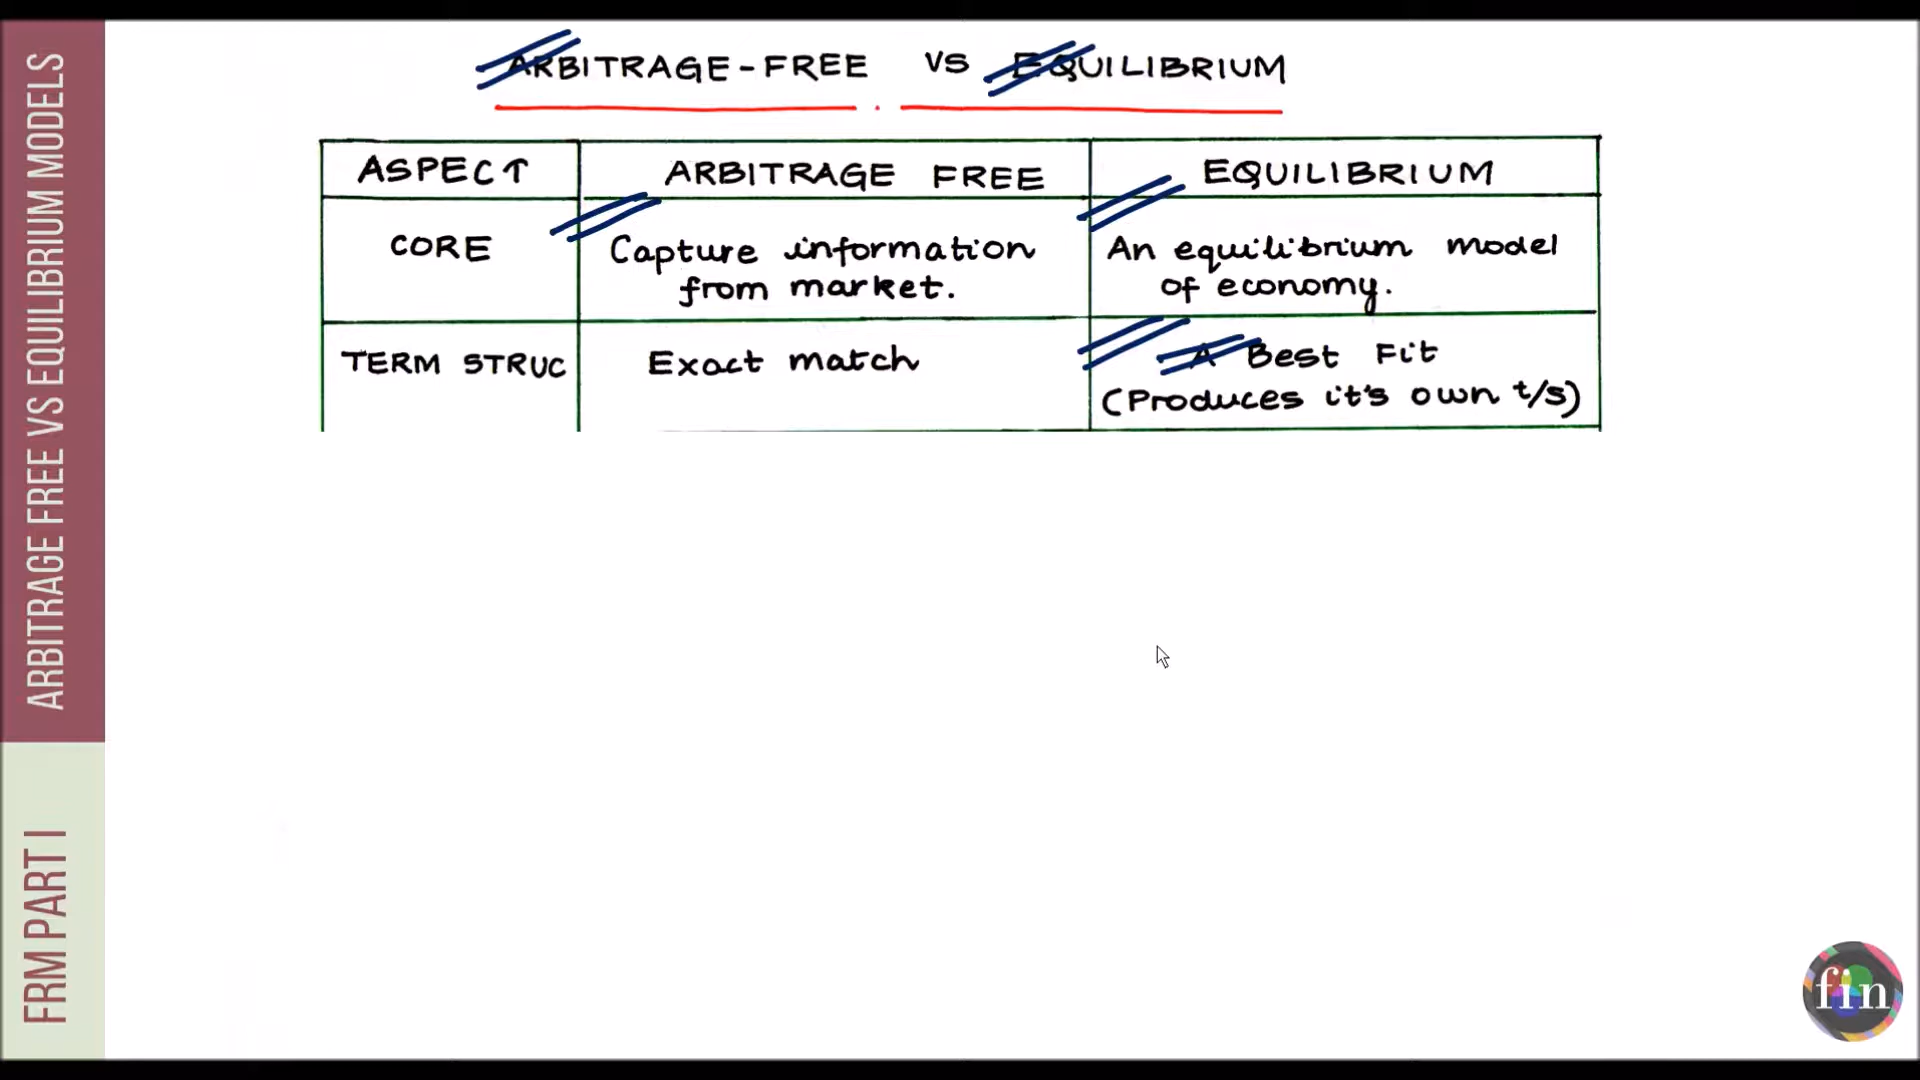 ARBITRAGE FREE VS EQUILIBRIUM MODELS
FRM PART I
ARBITRAGE-FREE VS EQUILIBRIUM
ASPECT ARBITRAGE FREE EQUILIBRIUM
CORE
Capture information
from market.
An equilibrium model
of economy.
TERM STRUC
Exact match
A Best Fit
(Produces it's own t/s)
fin